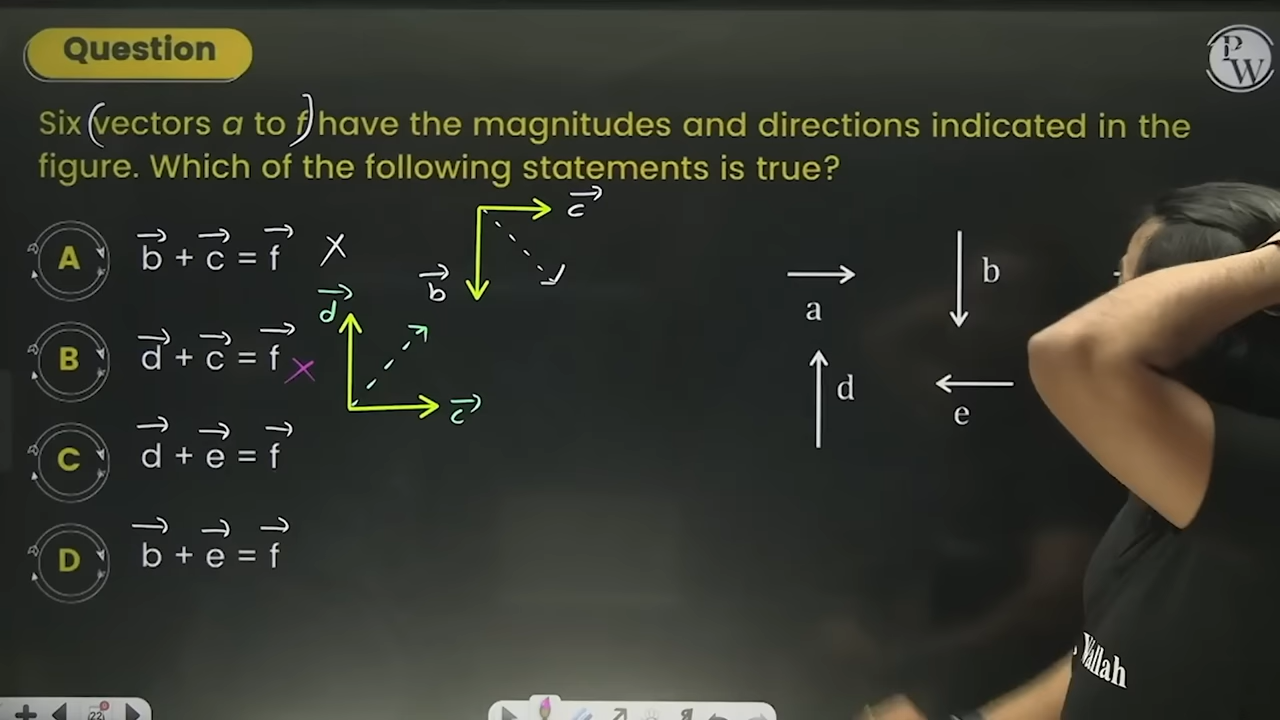 Question
PW
Six (vectors a to f) have the magnitudes and directions indicated in the
figure. Which of the following statements is true?
A b + c = f X
B d + c = f X
C d + e = f
D b + e = f
c
b
d
c
a
b
d
e
Wallah
22